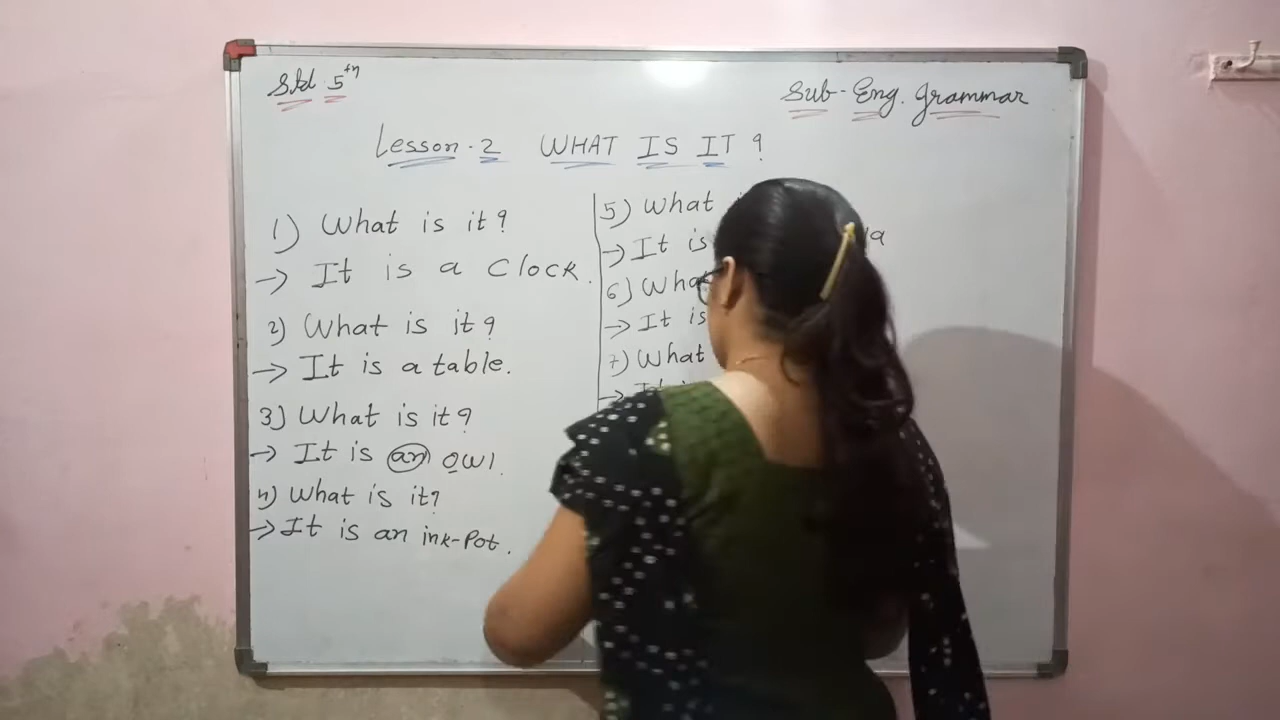 Std. 5th
Sub- Eng. Grammar
Lesson.2 WHAT IS IT ?
1) What is it?
→ It is a Clock.
2) What is it?
→ It is a table.
3) What is it?
→ It is an owl.
4) What is it?
→ It is an ink-Pot.
5) What
→ It is
6) What
→ It is
7) What